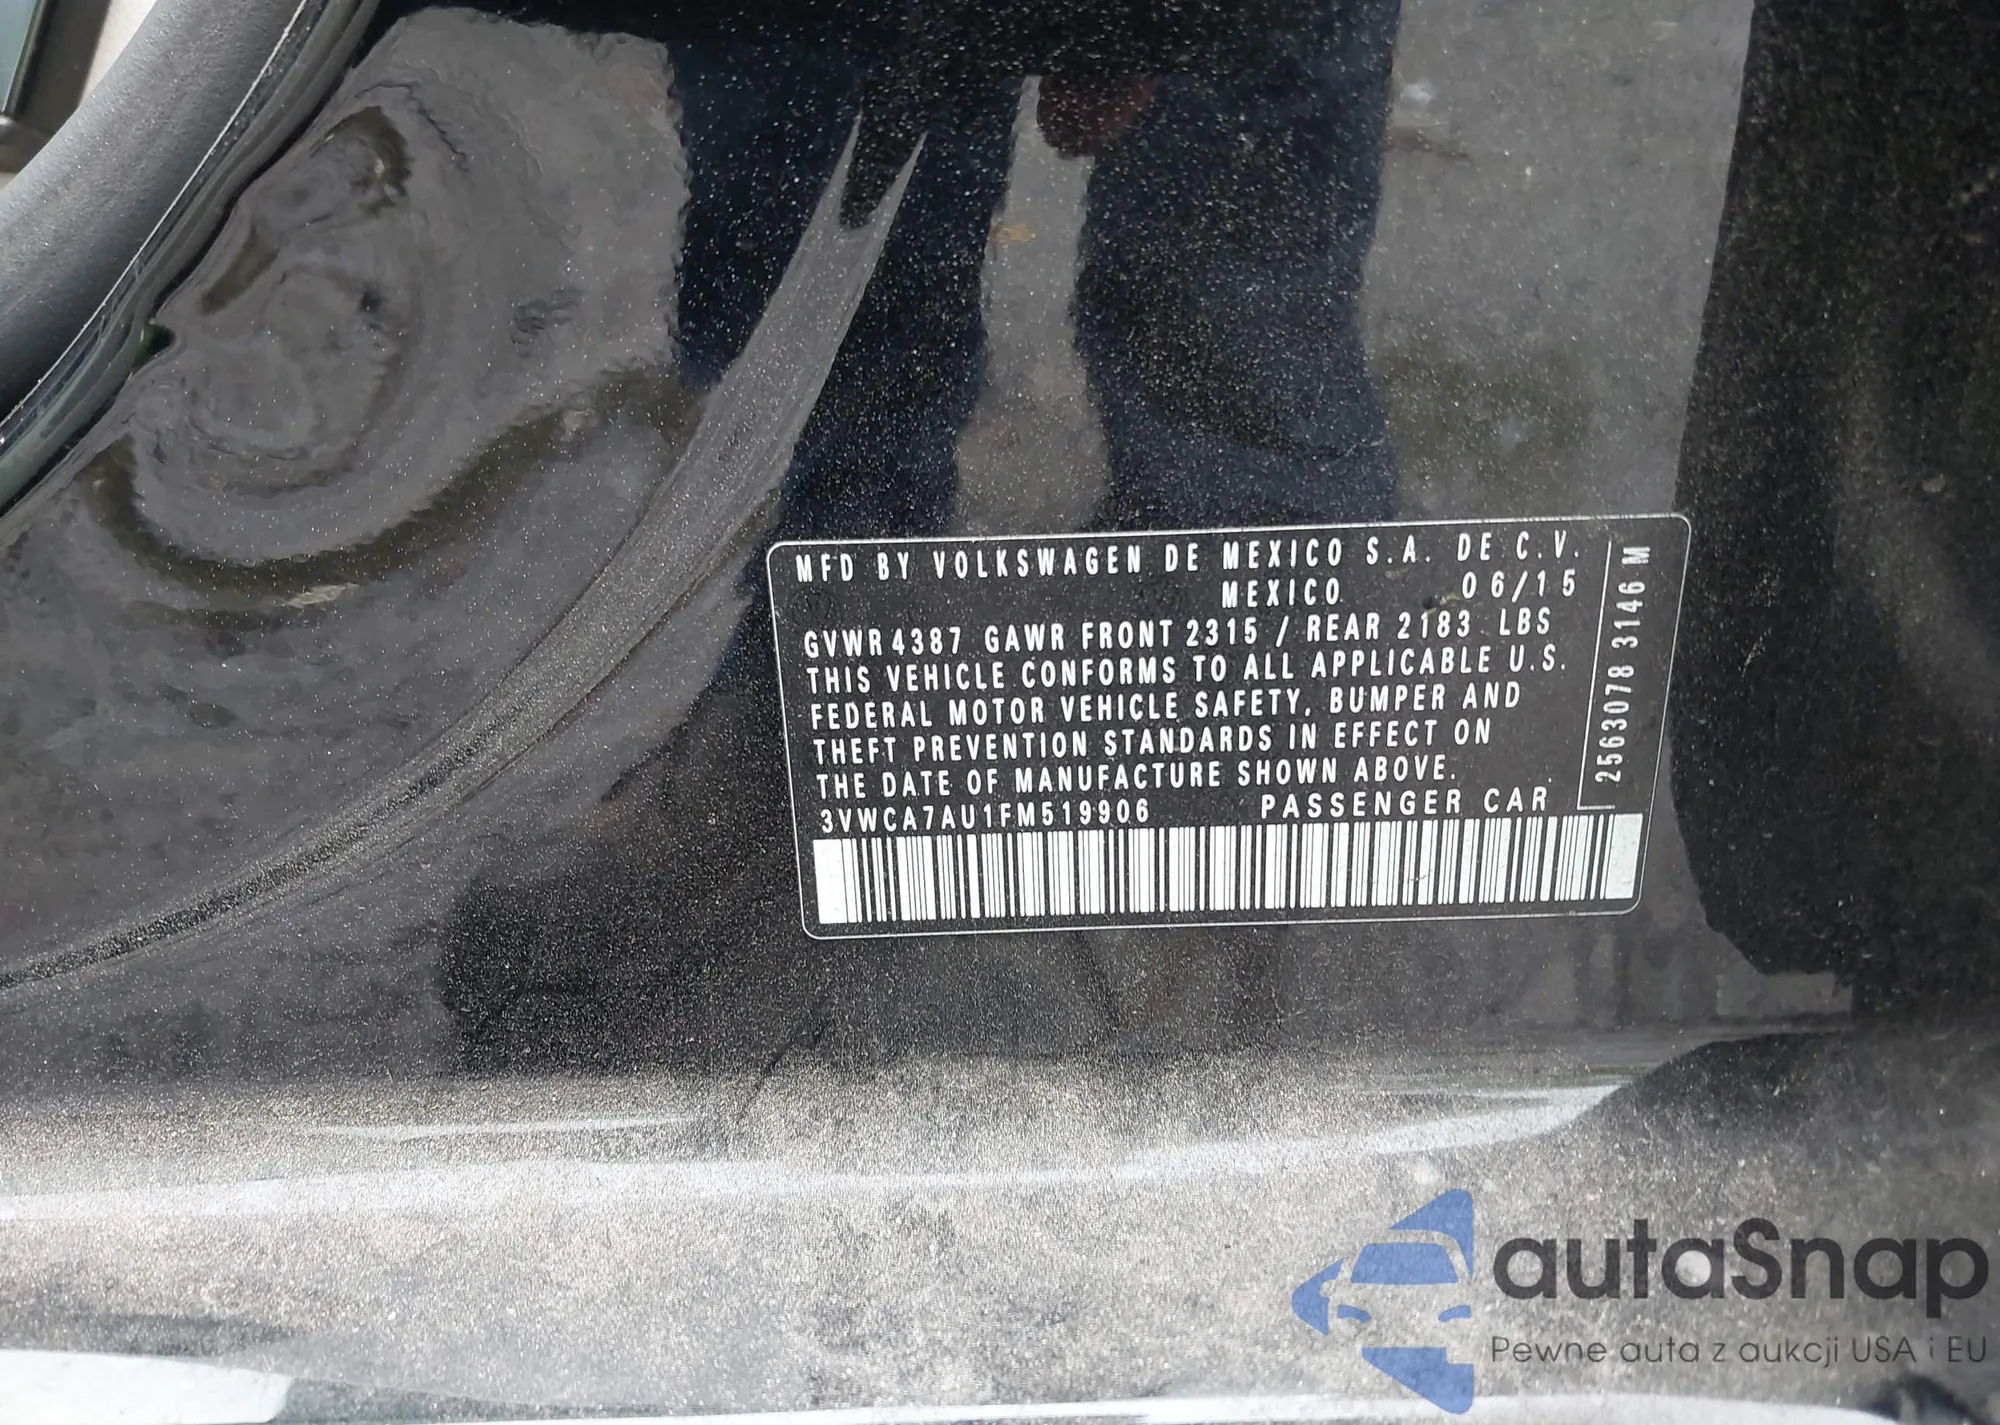 MFD BY VOLKSWAGEN DE MEXICO S.A. DE C.V.
MEXICO 06/15
GVWR 4387 GAWR FRONT 2315 / REAR 2183 LBS
THIS VEHICLE CONFORMS TO ALL APPLICABLE U.S.
FEDERAL MOTOR VEHICLE SAFETY, BUMPER AND
THEFT PREVENTION STANDARDS IN EFFECT ON
THE DATE OF MANUFACTURE SHOWN ABOVE.
3VWCA7AU1FM519906 PASSENGER CAR
2563078 3146 M
autaSnap
Pewne auta z aukcji USA i EU